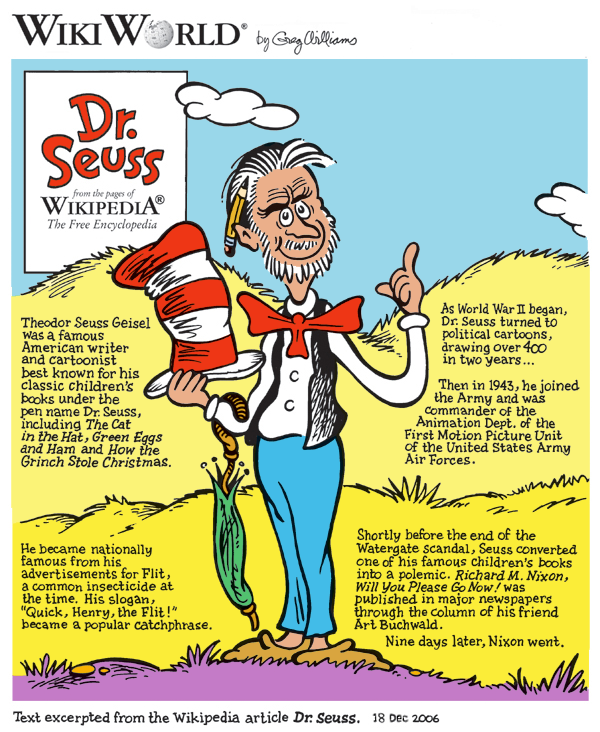 WIKIWORLD® by Greg Williams
Dr.
Seuss
from the pages of
WIKIPEDIA®
The Free Encyclopedia
Theodor Seuss Geisel
was a famous
American writer
and cartoonist
best known for his
classic children's
books under the
pen name Dr. Seuss,
including The Cat
in the Hat, Green Eggs
and Ham and How the
Grinch Stole Christmas.
As World War II began,
Dr. Seuss turned to
political cartoons,
drawing over 400
in two years...
Then in 1943, he joined
the Army and was
commander of the
Animation Dept. of the
First Motion Picture Unit
of the United States Army
Air Forces.
He became nationally
famous from his
advertisements for Flit,
a common insecticide at
the time. His slogan,
"Quick, Henry, the Flit!"
became a popular catchphrase.
Shortly before the end of the
Watergate scandal, Seuss converted
one of his famous children's books
into a polemic. Richard M. Nixon,
Will You Please Go Now! was
published in major newspapers
through the column of his friend
Art Buchwald.
Nine days later, Nixon went.
Text excerpted from the Wikipedia article Dr. Seuss. 18 DEC 2006